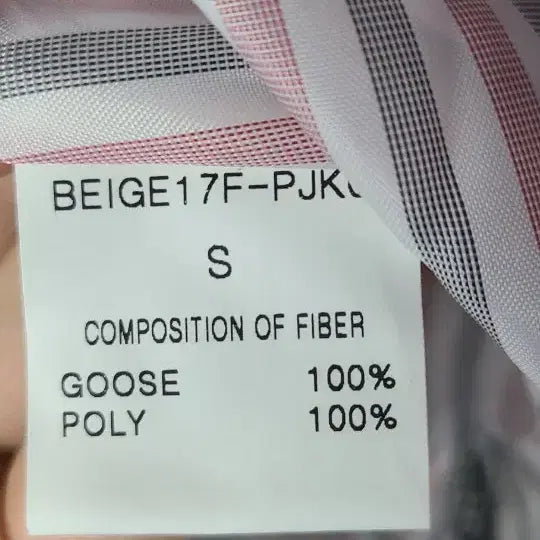 BEIGE17F-PJK
S
COMPOSITION OF FIBER
GOOSE 100%
POLY 100%